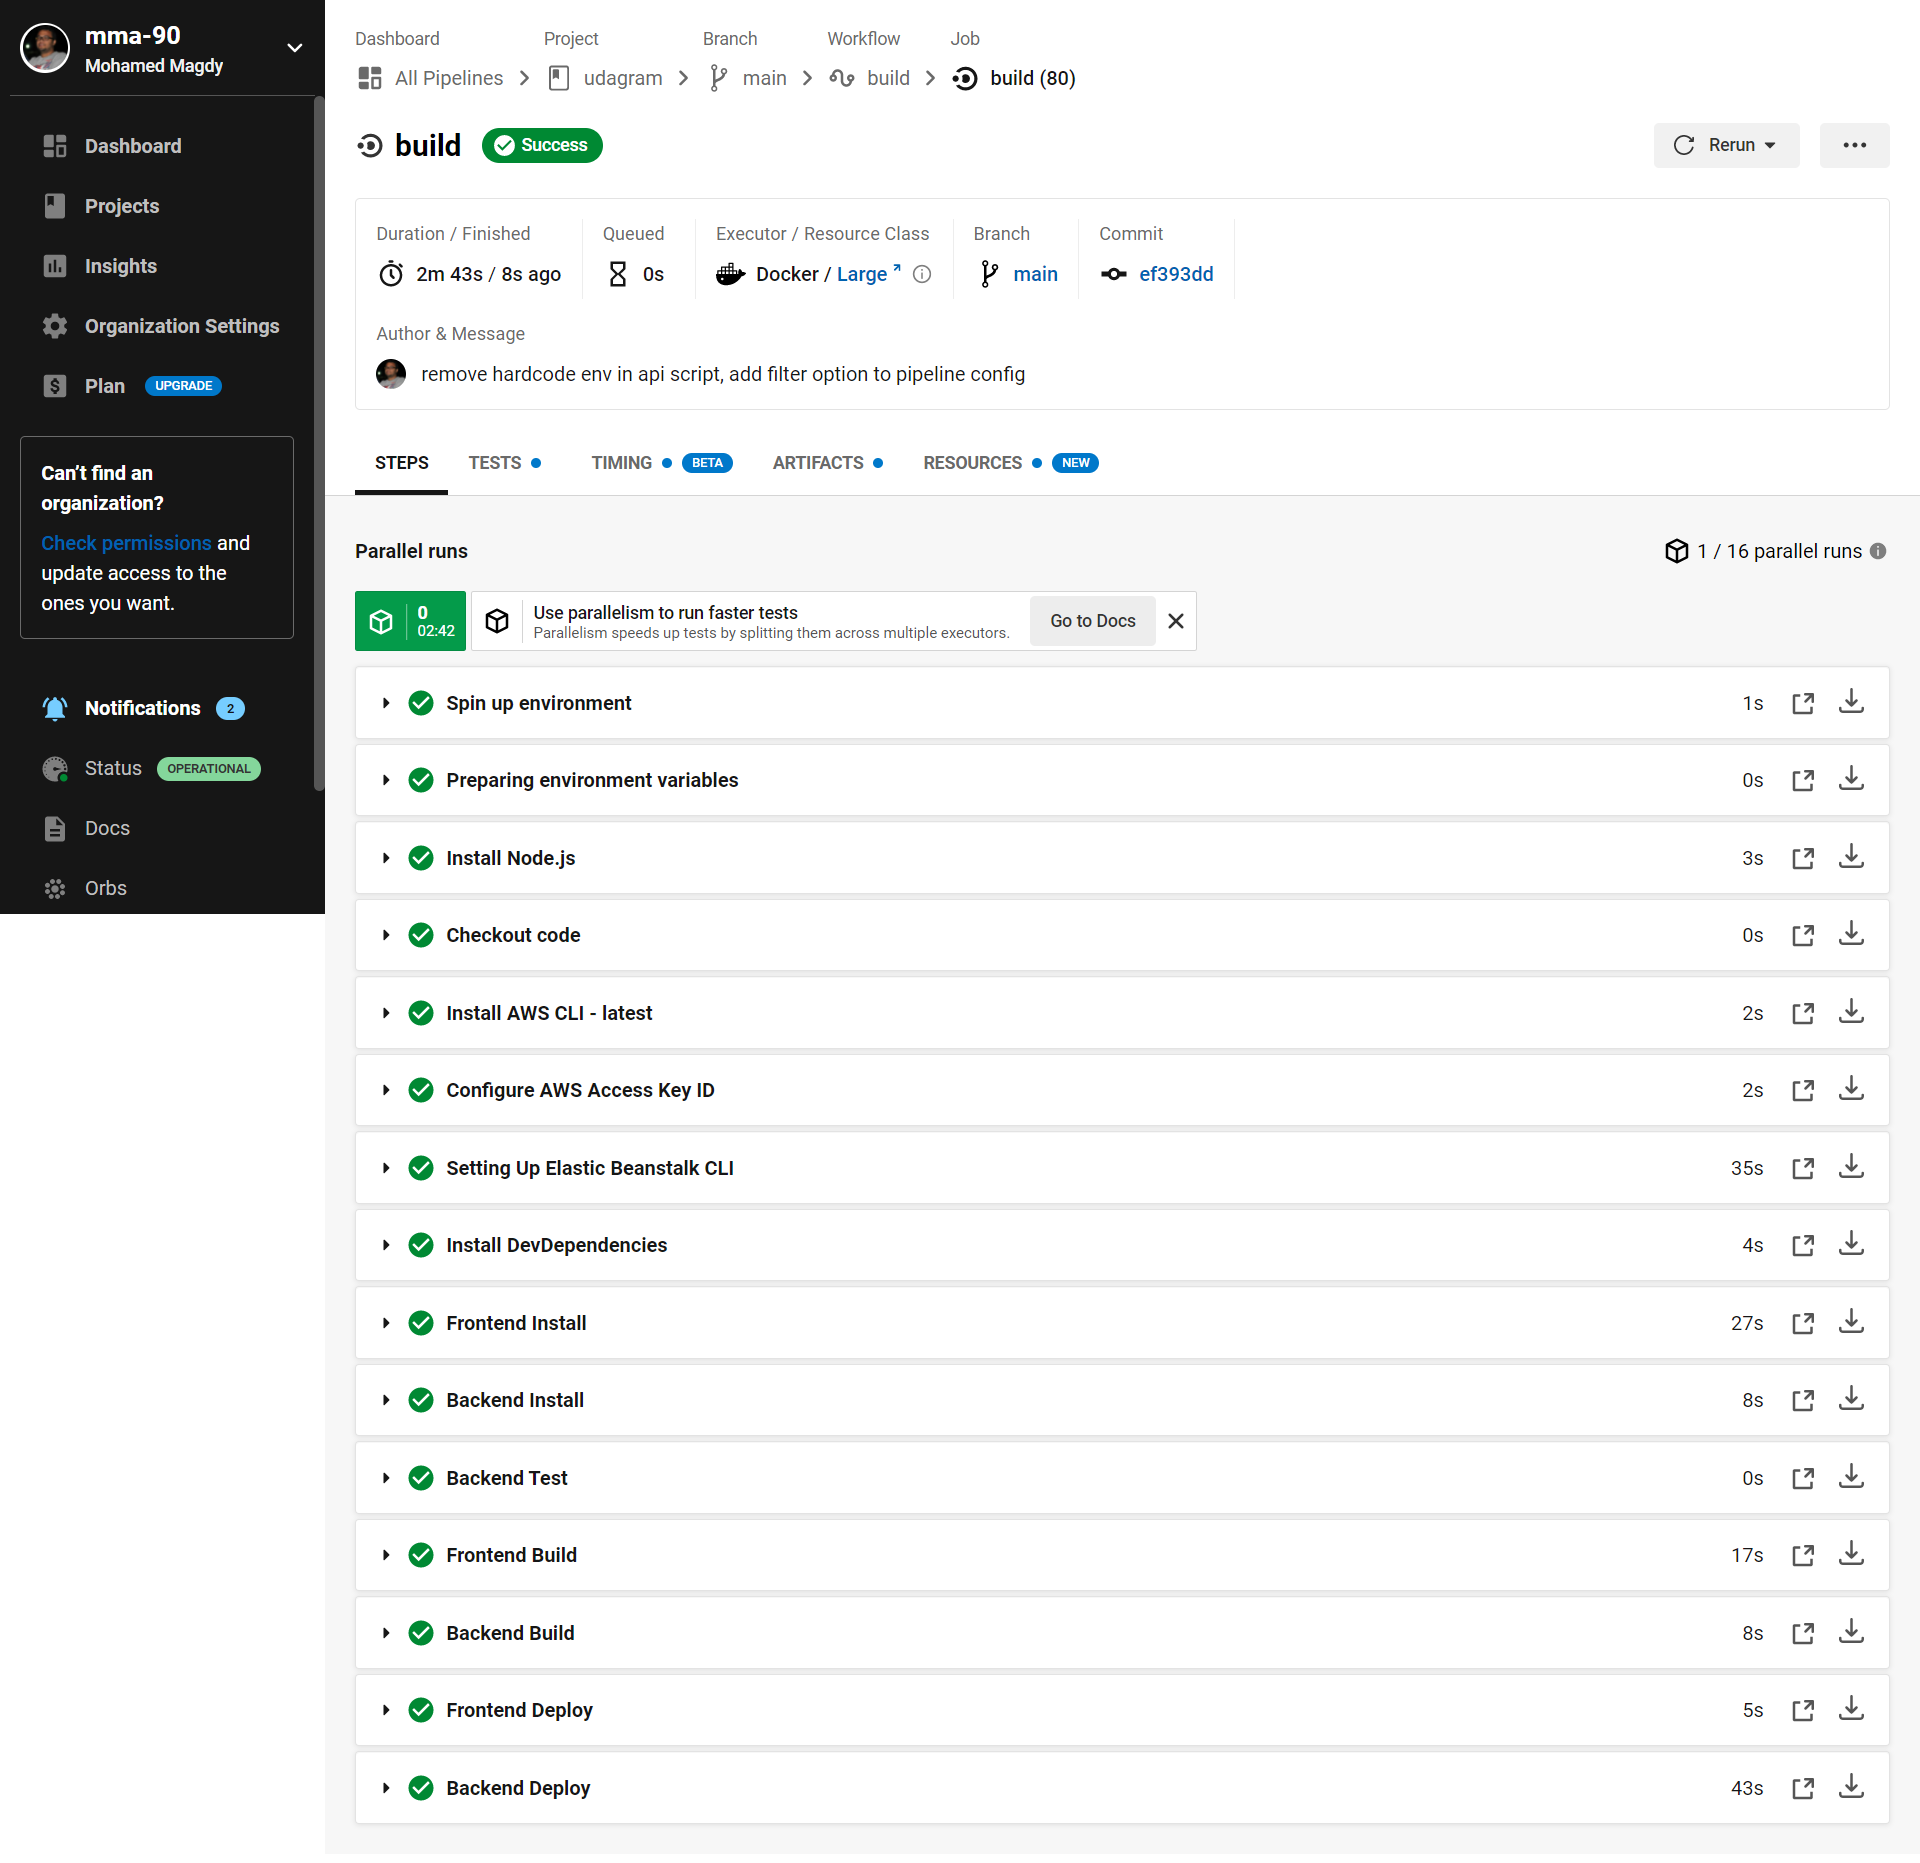 mma-90
Mohamed Magdy
Dashboard
Projects
Insights
Organization Settings
Plan UPGRADE
Can’t find an
organization?
Check permissions and
update access to the
ones you want.
Notifications 2
Status OPERATIONAL
Docs
Orbs
Dashboard Project Branch Workflow Job
All Pipelines udagram main build build (80)
build Success Rerun
Duration / Finished Queued Executor / Resource Class Branch Commit
2m 43s / 8s ago 0s Docker / Large main ef393dd
Author & Message
remove hardcode env in api script, add filter option to pipeline config
STEPS TESTS TIMING BETA ARTIFACTS RESOURCES NEW
Parallel runs 1 / 16 parallel runs
0
02:42
Use parallelism to run faster tests
Parallelism speeds up tests by splitting them across multiple executors.
Go to Docs
Spin up environment 1s
Preparing environment variables 0s
Install Node.js 3s
Checkout code 0s
Install AWS CLI - latest 2s
Configure AWS Access Key ID 2s
Setting Up Elastic Beanstalk CLI 35s
Install DevDependencies 4s
Frontend Install 27s
Backend Install 8s
Backend Test 0s
Frontend Build 17s
Backend Build 8s
Frontend Deploy 5s
Backend Deploy 43s